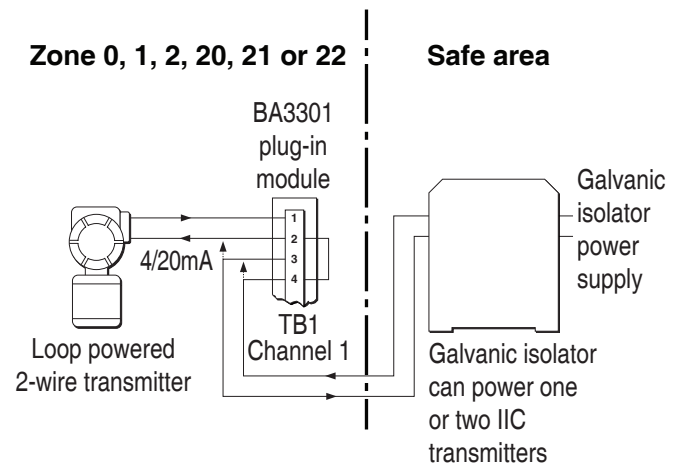 Zone 0, 1, 2, 20, 21 or 22
Safe area
BA3301
plug-in
module
1
2
3
4
4/20mA
TB1
Channel 1
Loop powered
2-wire transmitter
Galvanic
isolator
power
supply
Galvanic isolator
can power one
or two IIC
transmitters